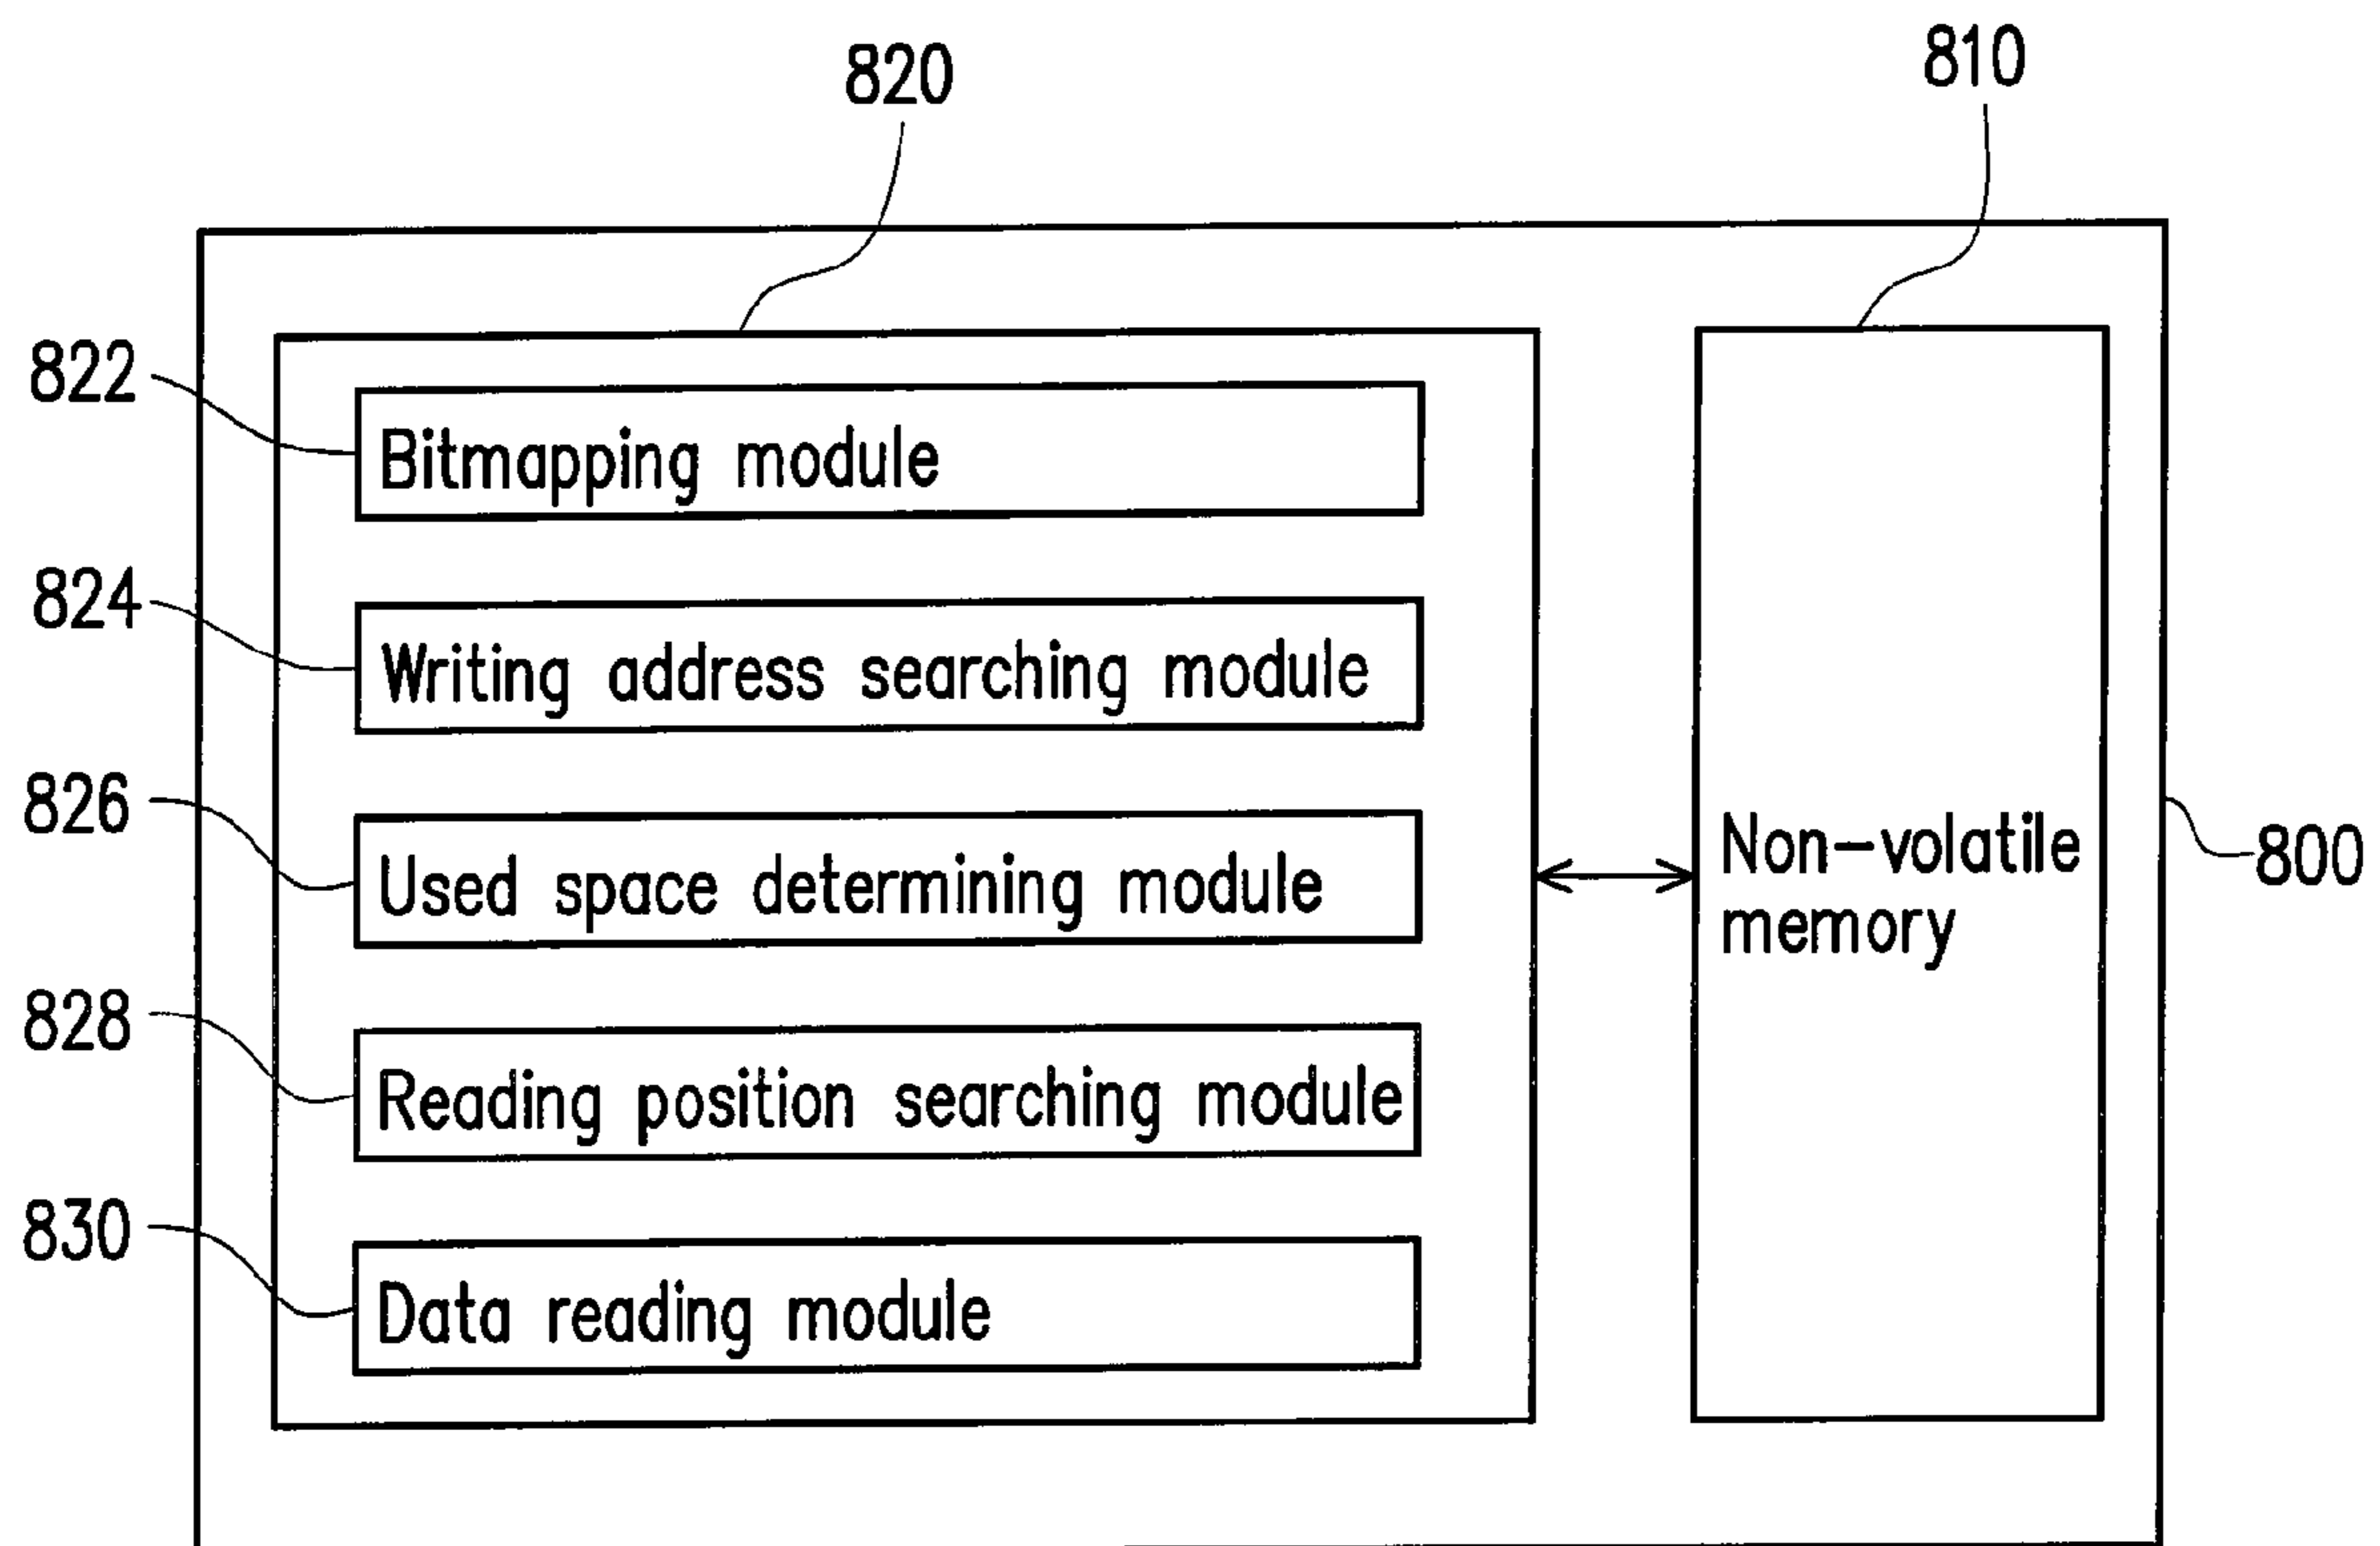 820
810
822
Bitmapping module
824
Writing address searching module
826
Used space determining module
Non-volatile
memory
800
828
Reading position searching module
830
Data reading module